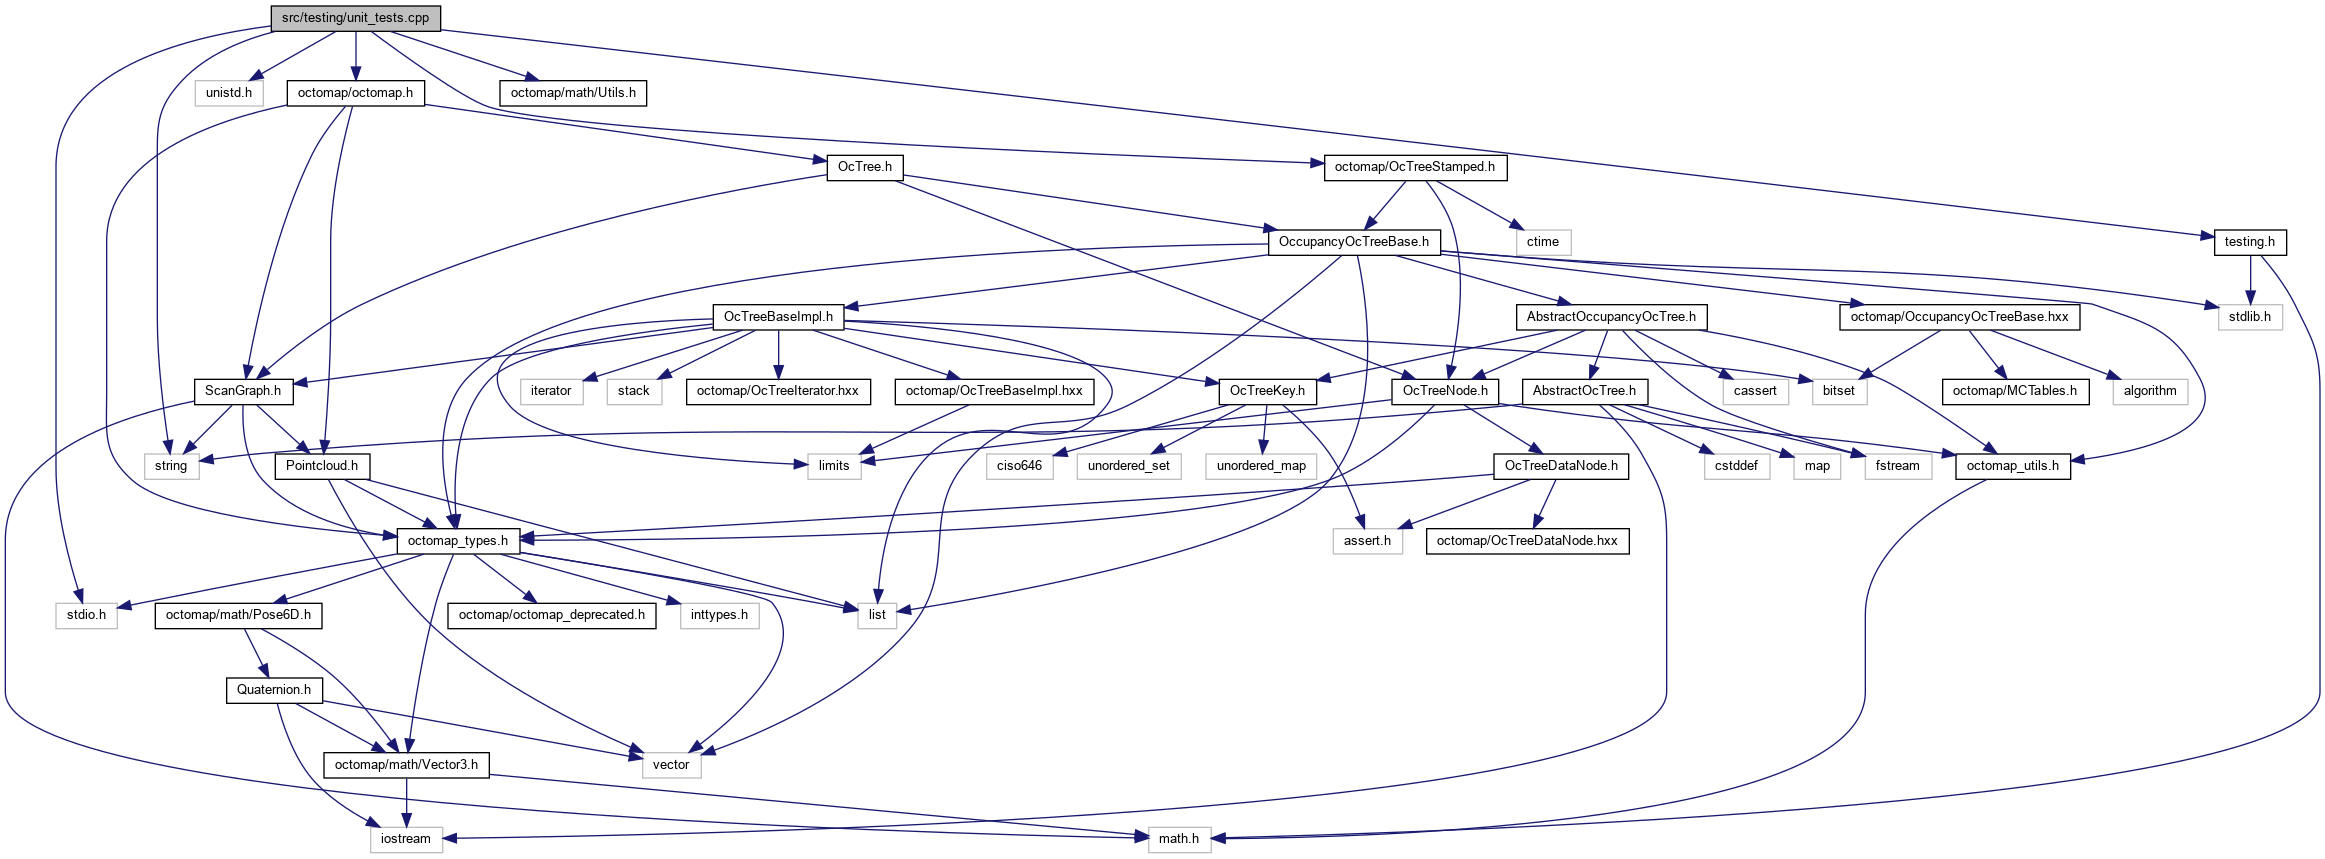 src/testing/unit_tests.cpp
unistd.h
octomap/octomap.h
octomap/math/Utils.h
OcTree.h
octomap/OcTreeStamped.h
OccupancyOcTreeBase.h
ctime
testing.h
OcTreeBaseImpl.h
AbstractOccupancyOcTree.h
octomap/OccupancyOcTreeBase.hxx
stdlib.h
ScanGraph.h
iterator
stack
octomap/OcTreeIterator.hxx
octomap/OcTreeBaseImpl.hxx
OcTreeKey.h
OcTreeNode.h
AbstractOcTree.h
cassert
bitset
octomap/MCTables.h
algorithm
string
Pointcloud.h
limits
ciso646
unordered_set
unordered_map
OcTreeDataNode.h
cstddef
map
fstream
octomap_utils.h
octomap_types.h
assert.h
octomap/OcTreeDataNode.hxx
stdio.h
octomap/math/Pose6D.h
octomap/octomap_deprecated.h
inttypes.h
list
Quaternion.h
octomap/math/Vector3.h
vector
iostream
math.h